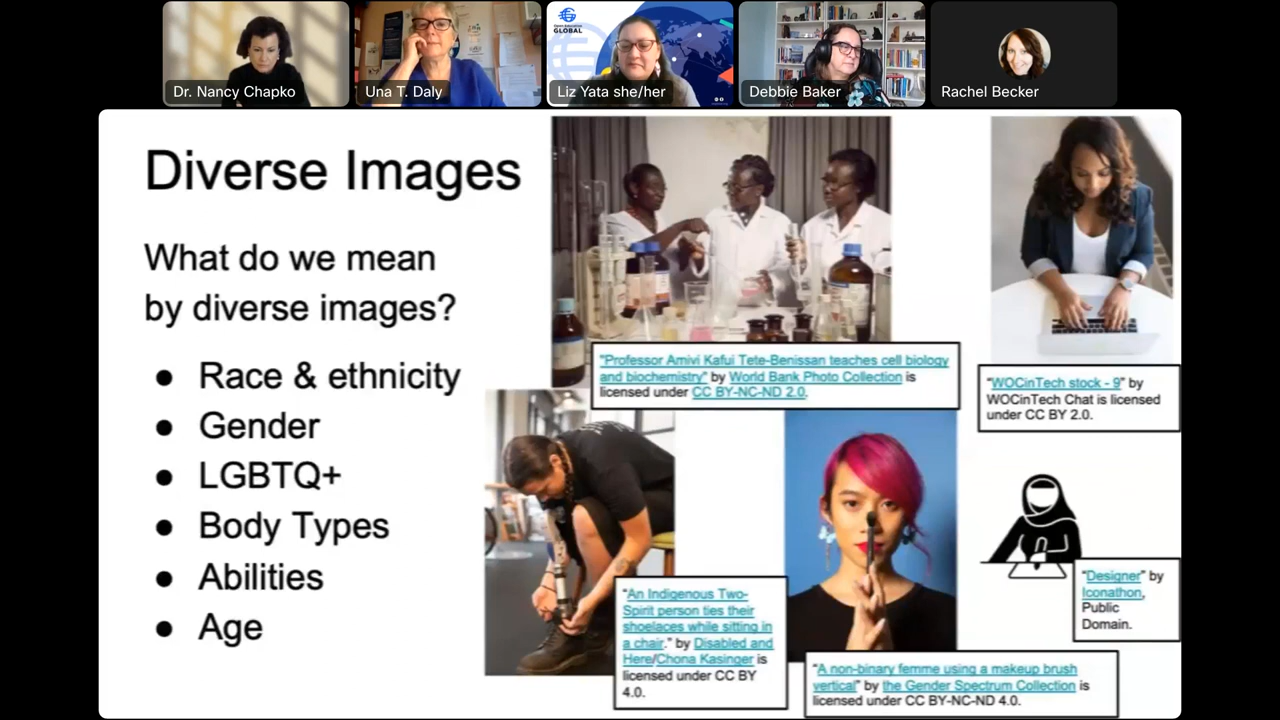 Open Education
GLOBAL
Dr. Nancy Chapko
Una T. Daly
Liz Yata she/her
Debbie Baker
Rachel Becker
Diverse Images
What do we mean
by diverse images?
● Race & ethnicity
● Gender
● LGBTQ+
● Body Types
● Abilities
● Age
"Professor Amivi Kafui Tete-Benissan teaches cell biology
and biochemistry" by World Bank Photo Collection is
licensed under CC BY-NC-ND 2.0.
"WOCinTech stock - 9" by
WOCinTech Chat is licensed
under CC BY 2.0.
"An Indigenous Two-
Spirit person ties their
shoelaces while sitting in
a chair." by Disabled and
Here/Chona Kasinger is
licensed under CC BY
4.0.
"A non-binary femme using a makeup brush
vertical" by the Gender Spectrum Collection is
licensed under CC BY-NC-ND 4.0.
"Designer" by
Iconathon,
Public
Domain.